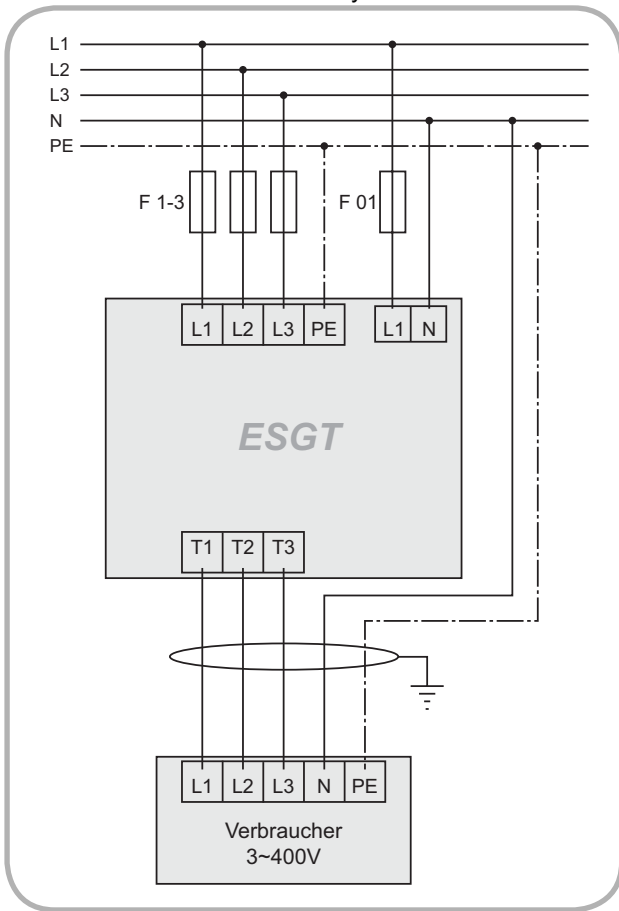 L1
L2
L3
N
PE
F 1-3
F 01
L1 L2 L3 PE L1 N
ESGT
T1 T2 T3
L1 L2 L3 N PE
Verbraucher
3~400V